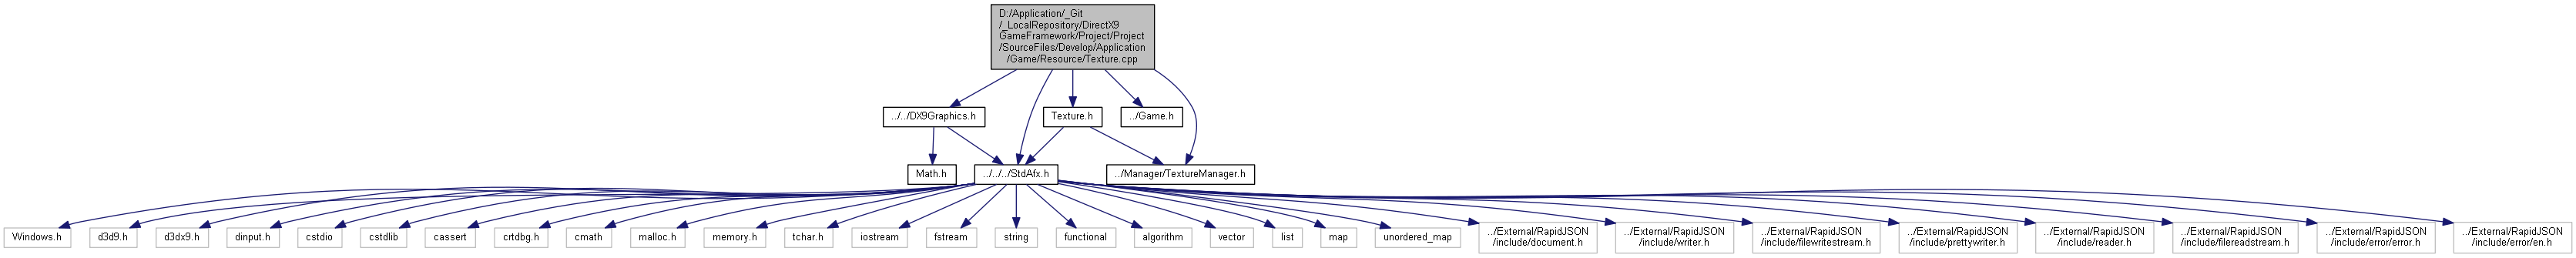 D:/Application/_Git
/_LocalRepository/DirectX9
GameFramework/Project/Project
/SourceFiles/Develop/Application
/Game/Resource/Texture.cpp
../../DX9Graphics.h
Texture.h
../Game.h
Math.h
../../../StdAfx.h
../Manager/TextureManager.h
Windows.h
d3d9.h
d3dx9.h
dinput.h
cstdio
cstdlib
cassert
crtdbg.h
cmath
malloc.h
memory.h
tchar.h
iostream
fstream
string
functional
algorithm
vector
list
map
unordered_map
../External/RapidJSON
/include/document.h
../External/RapidJSON
/include/writer.h
../External/RapidJSON
/include/filewritestream.h
../External/RapidJSON
/include/prettywriter.h
../External/RapidJSON
/include/reader.h
../External/RapidJSON
/include/filereadstream.h
../External/RapidJSON
/include/error/error.h
../External/RapidJSON
/include/error/en.h